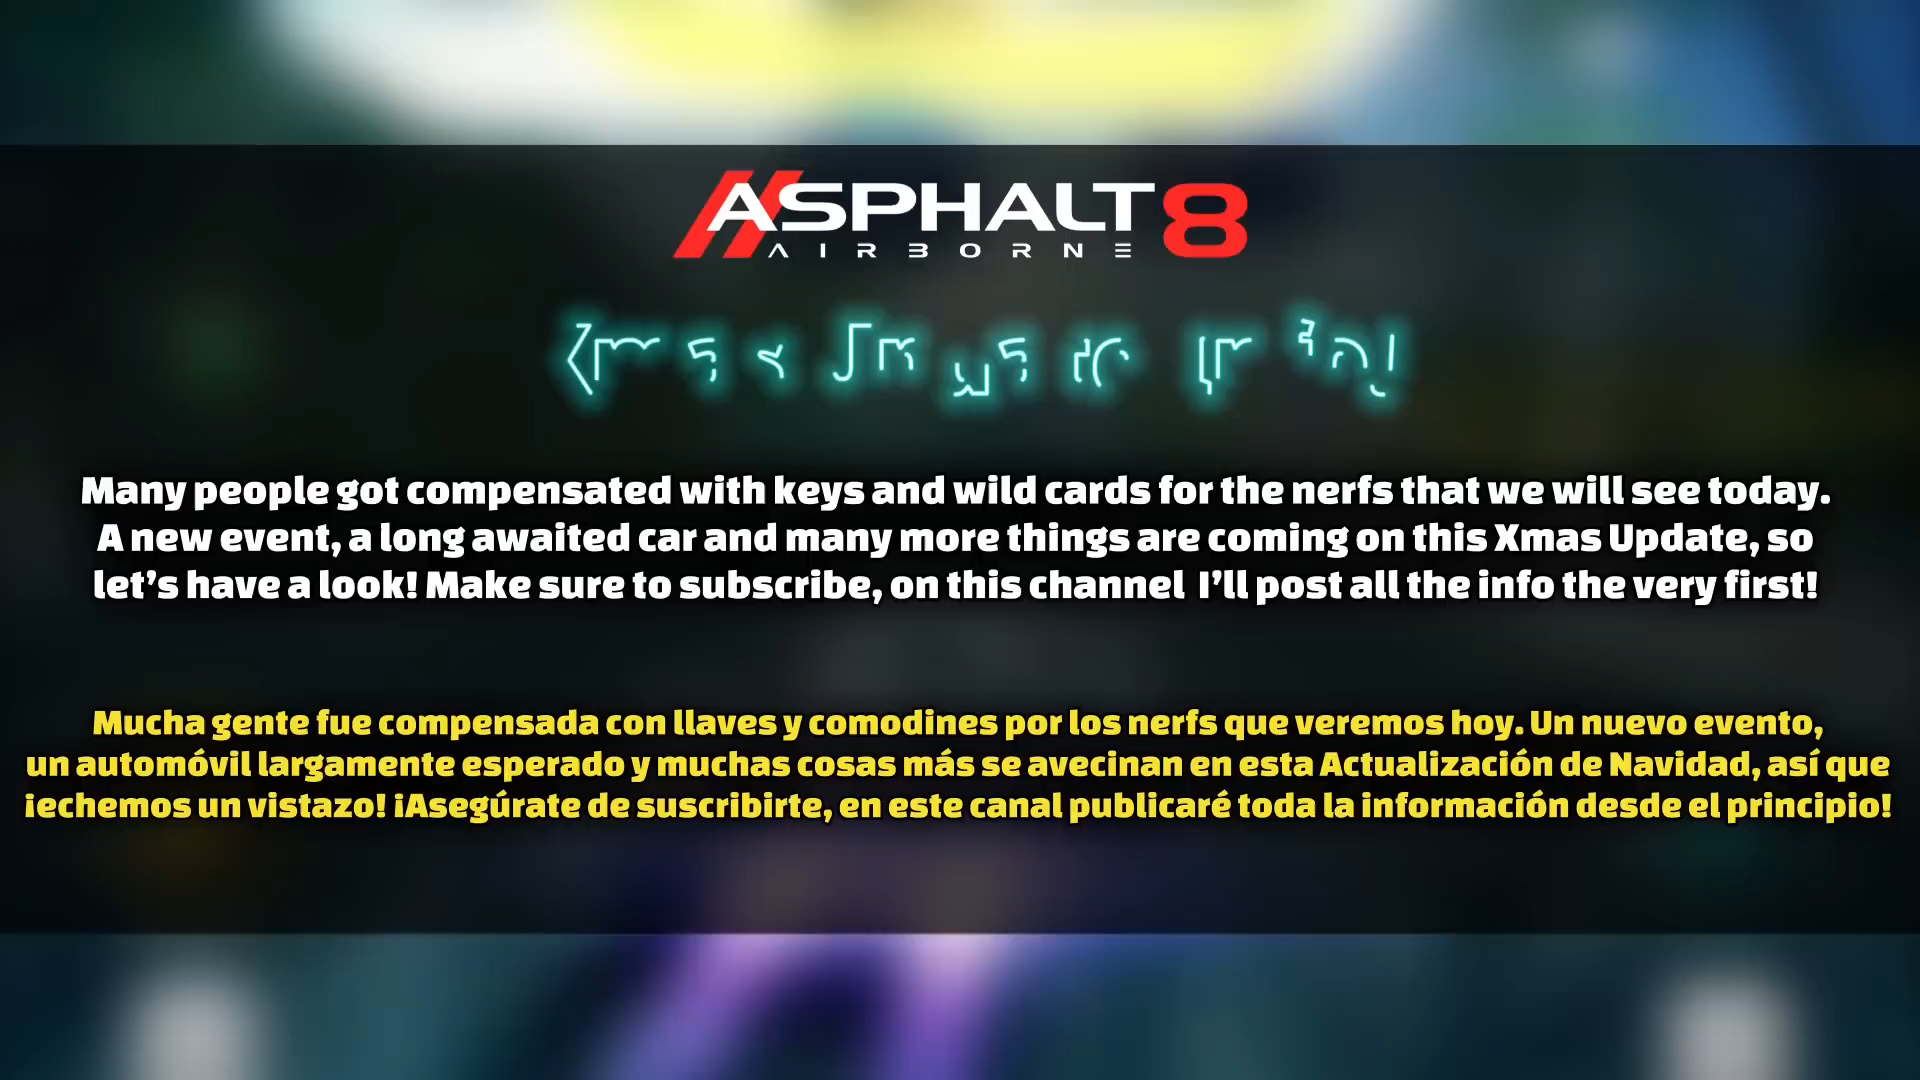 ASPHALT 8
AIRBORNE
Many people got compensated with keys and wild cards for the nerfs that we will see today.
A new event, a long awaited car and many more things are coming on this Xmas Update, so
let's have a look! Make sure to subscribe, on this channel I'll post all the info the very first!
Mucha gente fue compensada con llaves y comodines por los nerfs que veremos hoy. Un nuevo evento,
un automóvil largamente esperado y muchas cosas más se avecinan en esta Actualización de Navidad, así que
¡echemos un vistazo! ¡Asegúrate de suscribirte, en este canal publicaré toda la información desde el principio!